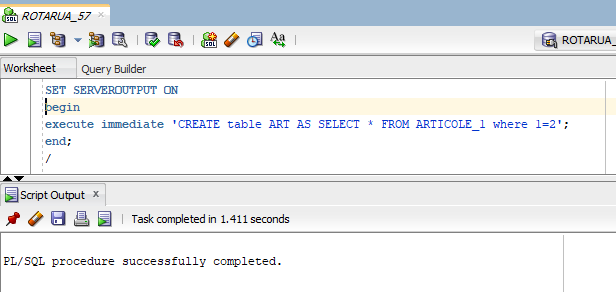 ROTARUA_57
SQL
ROTARUA_
Worksheet Query Builder
SET SERVEROUTPUT ON
begin
execute immediate 'CREATE table ART AS SELECT * FROM ARTICOLE_1 where 1=2';
end;
/
Script Output x
Task completed in 1.411 seconds
PL/SQL procedure successfully completed.